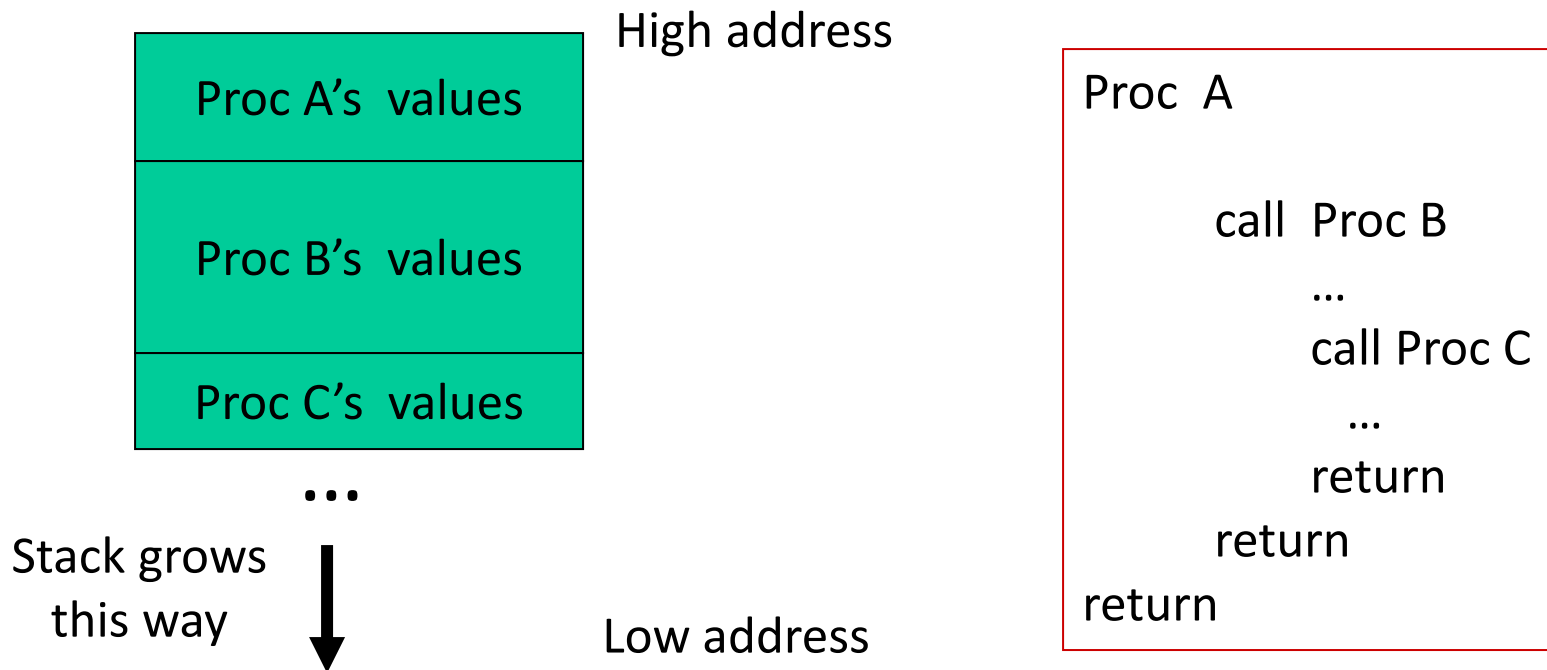 High address
Proc A’s values
Proc B’s values
Proc C’s values
...
Stack grows
this way
Low address
Proc A
call Proc B
...
call Proc C
...
return
return
return